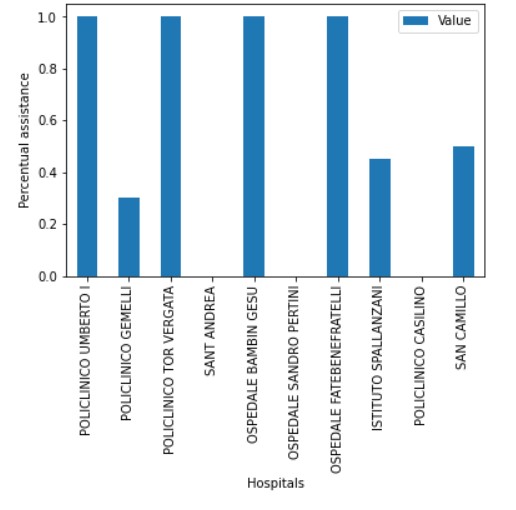 Value
Percentual assistance
1.0
0.8
0.6
0.4
0.2
0.0
POLICLINICO UMBERTO I
POLICLINICO GEMELLI
POLICLINICO TOR VERGATA
SANT ANDREA
OSPEDALE BAMBIN GESU
OSPEDALE SANDRO PERTINI
OSPEDALE FATEBENEFRATELLI
ISTITUTO SPALLANZANI
POLICLINICO CASILINO
SAN CAMILLO
Hospitals